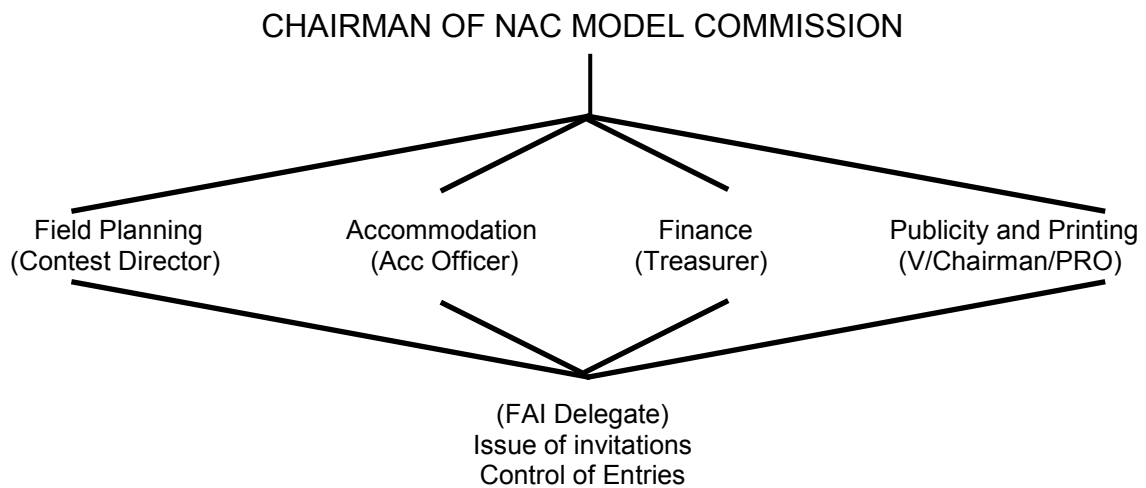 CHAIRMAN OF NAC MODEL COMMISSION
Field Planning
(Contest Director)
Accommodation
(Acc Officer)
Finance
(Treasurer)
Publicity and Printing
(V/Chairman/PRO)
(FAI Delegate)
Issue of invitations
Control of Entries